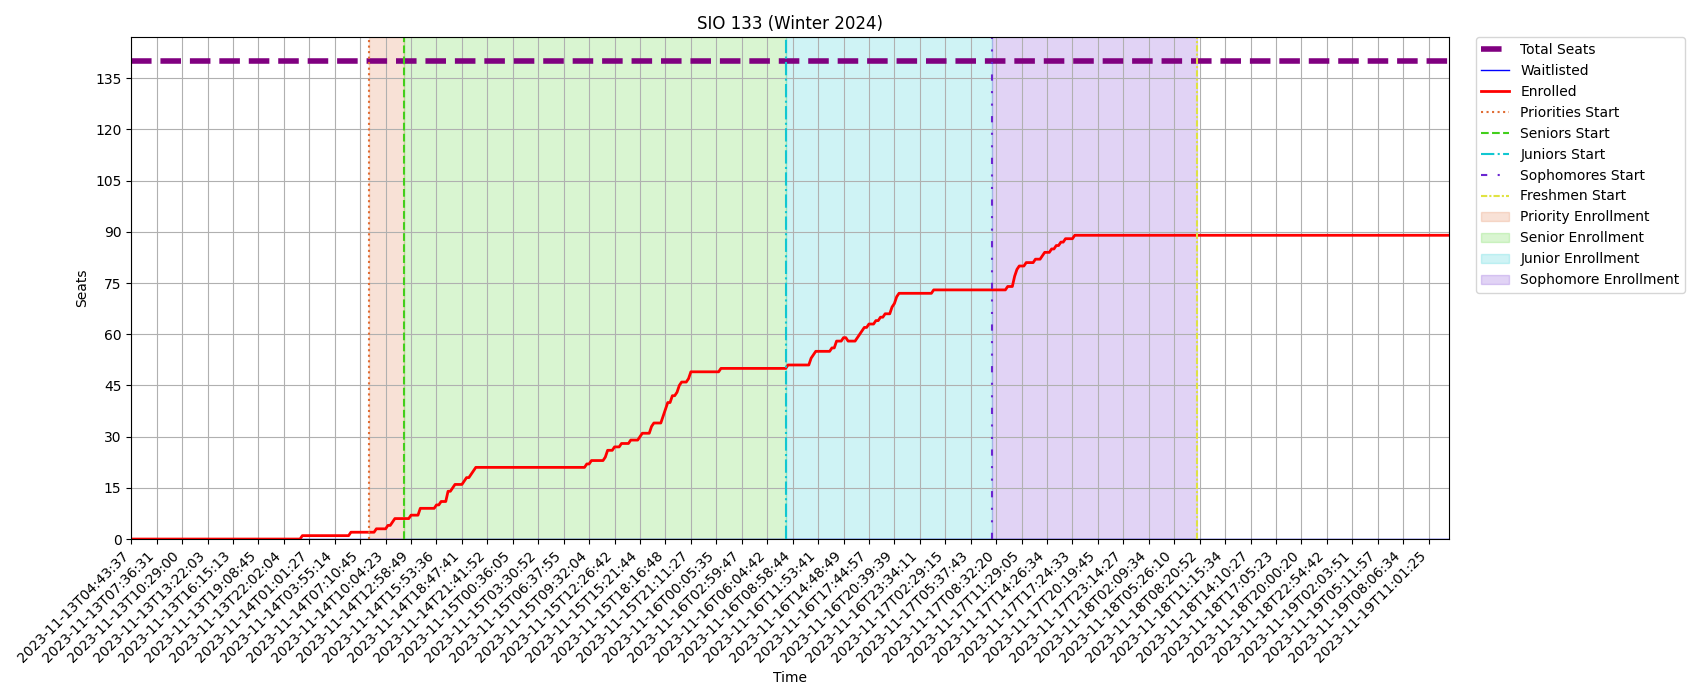 SIO 133 (Winter 2024)
Seats
135
120
105
90
75
60
45
30
15
0
2023-11-13T04:43:37
2023-11-13T07:36:31
2023-11-13T10:29:00
2023-11-13T13:22:03
2023-11-13T16:15:13
2023-11-13T19:08:45
2023-11-13T22:02:04
2023-11-14T01:01:27
2023-11-14T03:55:14
2023-11-14T07:10:45
2023-11-14T10:04:23
2023-11-14T12:58:49
2023-11-14T15:53:36
2023-11-14T18:47:41
2023-11-14T21:41:52
2023-11-15T00:36:05
2023-11-15T03:30:52
2023-11-15T06:37:55
2023-11-15T09:32:04
2023-11-15T12:26:42
2023-11-15T15:21:44
2023-11-15T18:16:48
2023-11-15T21:11:27
2023-11-16T00:05:35
2023-11-16T02:59:47
2023-11-16T06:04:42
2023-11-16T08:58:44
2023-11-16T11:53:41
2023-11-16T14:48:49
2023-11-16T17:44:57
2023-11-16T20:39:39
2023-11-16T23:34:11
2023-11-17T02:29:15
2023-11-17T05:37:43
2023-11-17T08:32:20
2023-11-17T11:29:05
2023-11-17T14:26:34
2023-11-17T17:24:33
2023-11-17T20:19:45
2023-11-17T23:14:27
2023-11-18T02:09:34
2023-11-18T05:26:10
2023-11-18T08:20:52
2023-11-18T11:15:34
2023-11-18T14:10:27
2023-11-18T17:05:23
2023-11-18T20:00:20
2023-11-18T22:54:42
2023-11-19T02:03:51
2023-11-19T05:11:57
2023-11-19T08:06:34
2023-11-19T11:01:25
Time
Total Seats
Waitlisted
Enrolled
Priorities Start
Seniors Start
Juniors Start
Sophomores Start
Freshmen Start
Priority Enrollment
Senior Enrollment
Junior Enrollment
Sophomore Enrollment